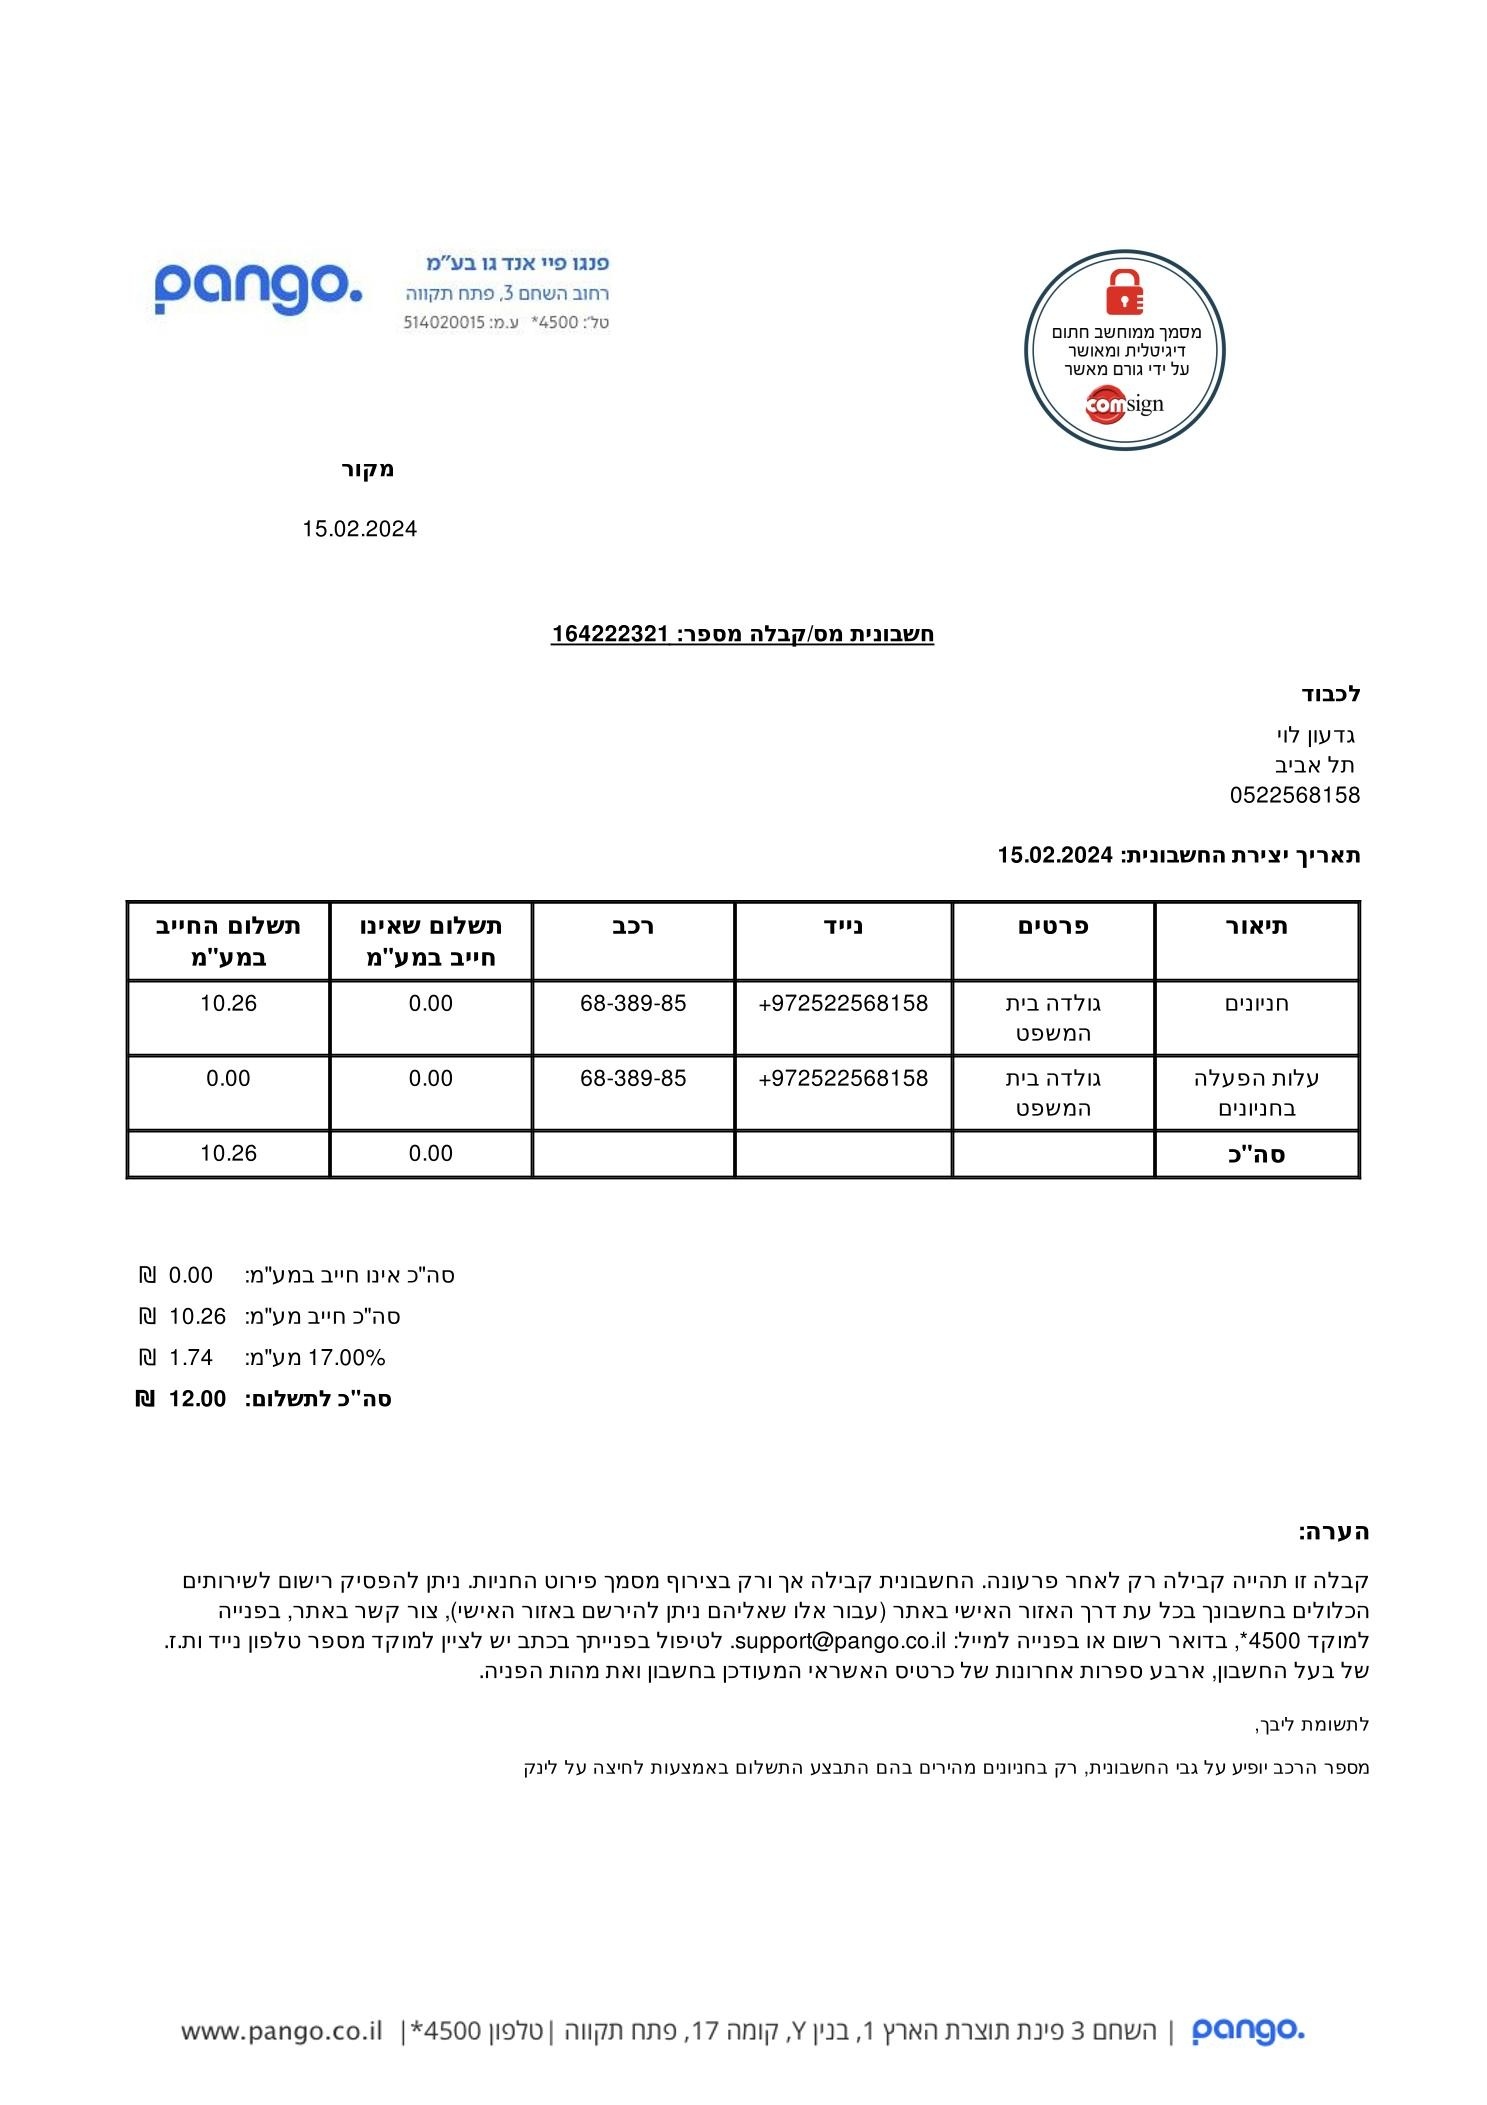 pango.
פנגו פיי אנד גו בע״מ
רחוב השחם 3, פתח תקווה
טל׳: 4500* ע.מ: 514020015
מסמך ממוחשב חתום
דיגיטלית ומאושר
על ידי גורם מאשר
comsign
מקור
15.02.2024
חשבונית מס/קבלה מספר: 164222321
לכבוד
גדעון לוי
תל אביב
0522568158
תאריך יצירת החשבונית: 15.02.2024
תיאור פרטים נייד רכב תשלום שאינו חייב במע"מ תשלום החייב במע"מ
חניונים גולדה בית המשפט +972522568158 68-389-85 0.00 10.26
עלות הפעלה בחניונים גולדה בית המשפט +972522568158 68-389-85 0.00 0.00
סה"כ 0.00 10.26
סה"כ אינו חייב במע"מ: 0.00 ₪
סה"כ חייב מע"מ: 10.26 ₪
17.00% מע"מ: 1.74 ₪
סה"כ לתשלום: 12.00 ₪
הערה:
קבלה זו תהייה קבילה רק לאחר פרעונה. החשבונית קבילה אך ורק בצירוף מסמך פירוט החניות. ניתן להפסיק רישום לשירותים
הכלולים בחשבונך בכל עת דרך האזור האישי באתר (עבור אלו שאליהם ניתן להירשם באזור האישי), צור קשר באתר, בפנייה
למוקד 4500*, בדואר רשום או בפנייה למייל: support@pango.co.il. לטיפול בפנייתך בכתב יש לציין למוקד מספר טלפון נייד ות.ז.
של בעל החשבון, ארבע ספרות אחרונות של כרטיס האשראי המעודכן בחשבון ואת מהות הפניה.
לתשומת ליבך,
מספר הרכב יופיע על גבי החשבונית, רק בחניונים מהירים בהם התבצע התשלום באמצעות לחיצה על לינק
pango. | השחם 3 פינת תוצרת הארץ 1, בנין Y, קומה 17, פתח תקווה | טלפון 4500* | www.pango.co.il